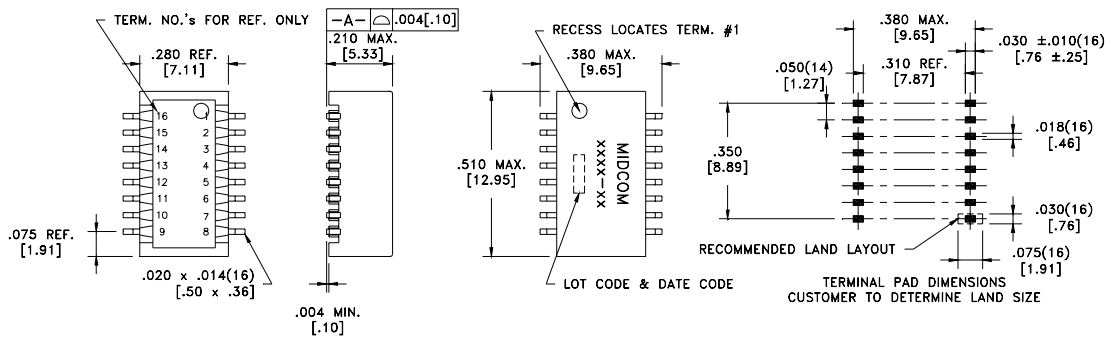 TERM. NO.'s FOR REF. ONLY
.280 REF.
[7.11]
16 1
15 2
14 3
13 4
12 5
11 6
10 7
9 8
.075 REF.
[1.91]
.020 x .014(16)
[.50 x .36]
-A- .004[.10]
.210 MAX.
[5.33]
.004 MIN.
[.10]
RECESS LOCATES TERM. #1
.380 MAX.
[9.65]
.510 MAX.
[12.95]
MIDCOM
xxxx-xx
LOT CODE & DATE CODE
.380 MAX.
[9.65]
.030 ±.010(16)
[.76 ±.25]
.310 REF.
[7.87]
.050(14)
[1.27]
.350
[8.89]
.018(16)
[.46]
.030(16)
[.76]
.075(16)
[1.91]
RECOMMENDED LAND LAYOUT
TERMINAL PAD DIMENSIONS
CUSTOMER TO DETERMINE LAND SIZE